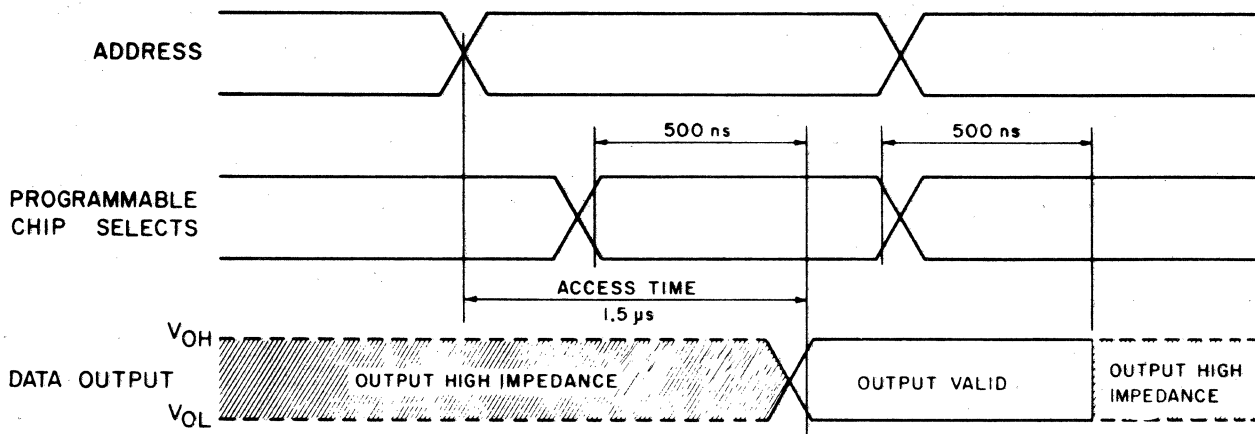 ADDRESS
500 ns
500 ns
PROGRAMMABLE
CHIP SELECTS
ACCESS TIME
1.5 µs
VOH
DATA OUTPUT
OUTPUT HIGH IMPEDANCE
OUTPUT VALID
OUTPUT HIGH
IMPEDANCE
VOL